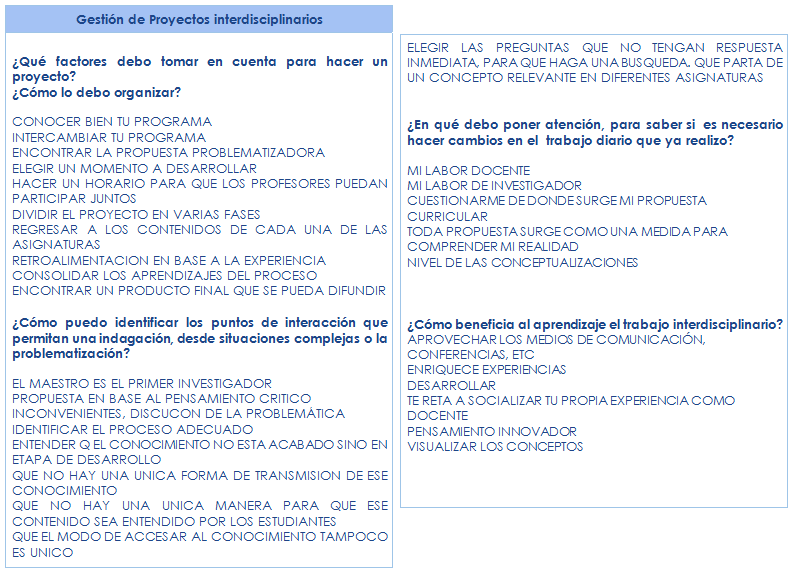 Gestión de Proyectos interdisciplinarios
¿Qué factores debo tomar en cuenta para hacer un
proyecto?
¿Cómo lo debo organizar?
CONOCER BIEN TU PROGRAMA
INTERCAMBIAR TU PROGRAMA
ENCONTRAR LA PROPUESTA PROBLEMATIZADORA
ELEGIR UN MOMENTO A DESARROLLAR
HACER UN HORARIO PARA QUE LOS PROFESORES PUEDAN
PARTICIPAR JUNTOS
DIVIDIR EL PROYECTO EN VARIAS FASES
REGRESAR A LOS CONTENIDOS DE CADA UNA DE LAS
ASIGNATURAS
RETROALIMENTACION EN BASE A LA EXPERIENCIA
CONSOLIDAR LOS APRENDIZAJES DEL PROCESO
ENCONTRAR UN PRODUCTO FINAL QUE SE PUEDA DIFUNDIR
¿Cómo puedo identificar los puntos de interacción que
permitan una indagación, desde situaciones complejas o la
problematización?
EL MAESTRO ES EL PRIMER INVESTIGADOR
PROPUESTA EN BASE AL PENSAMIENTO CRITICO
INCONVENIENTES, DISCUCON DE LA PROBLEMÁTICA
IDENTIFICAR EL PROCESO ADECUADO
ENTENDER Q EL CONOCIMIENTO NO ESTA ACABADO SINO EN
ETAPA DE DESARROLLO
QUE NO HAY UNA UNICA FORMA DE TRANSMISION DE ESE
CONOCIMIENTO
QUE NO HAY UNA UNICA MANERA PARA QUE ESE
CONTENIDO SEA ENTENDIDO POR LOS ESTUDIANTES
QUE EL MODO DE ACCESAR AL CONOCIMIENTO TAMPOCO
ES UNICO
ELEGIR LAS PREGUNTAS QUE NO TENGAN RESPUESTA
INMEDIATA, PARA QUE HAGA UNA BUSQUEDA. QUE PARTA DE
UN CONCEPTO RELEVANTE EN DIFERENTES ASIGNATURAS
¿En qué debo poner atención, para saber si es necesario
hacer cambios en el trabajo diario que ya realizo?
MI LABOR DOCENTE
MI LABOR DE INVESTIGADOR
CUESTIONARME DE DONDE SURGE MI PROPUESTA
CURRICULAR
TODA PROPUESTA SURGE COMO UNA MEDIDA PARA
COMPRENDER MI REALIDAD
NIVEL DE LAS CONCEPTUALIZACIONES
¿Cómo beneficia al aprendizaje el trabajo interdisciplinario?
APROVECHAR LOS MEDIOS DE COMUNICACIÓN,
CONFERENCIAS, ETC
ENRIQUECE EXPERIENCIAS
DESARROLLAR
TE RETA A SOCIALIZAR TU PROPIA EXPERIENCIA COMO
DOCENTE
PENSAMIENTO INNOVADOR
VISUALIZAR LOS CONCEPTOS